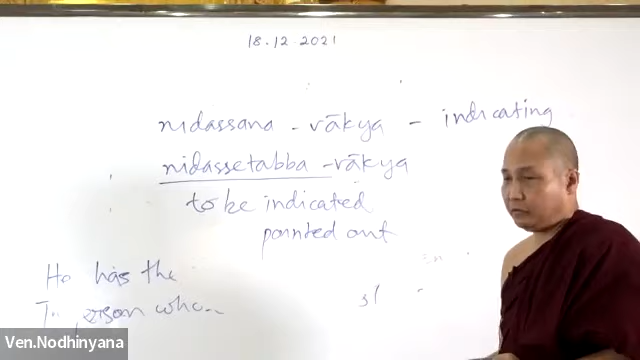 18.12.2021
nidassana - vākya - indicating
nidassetabba - vākya
to be indicated
pointed out
He has the
person who..
Ven.Nodhinyana